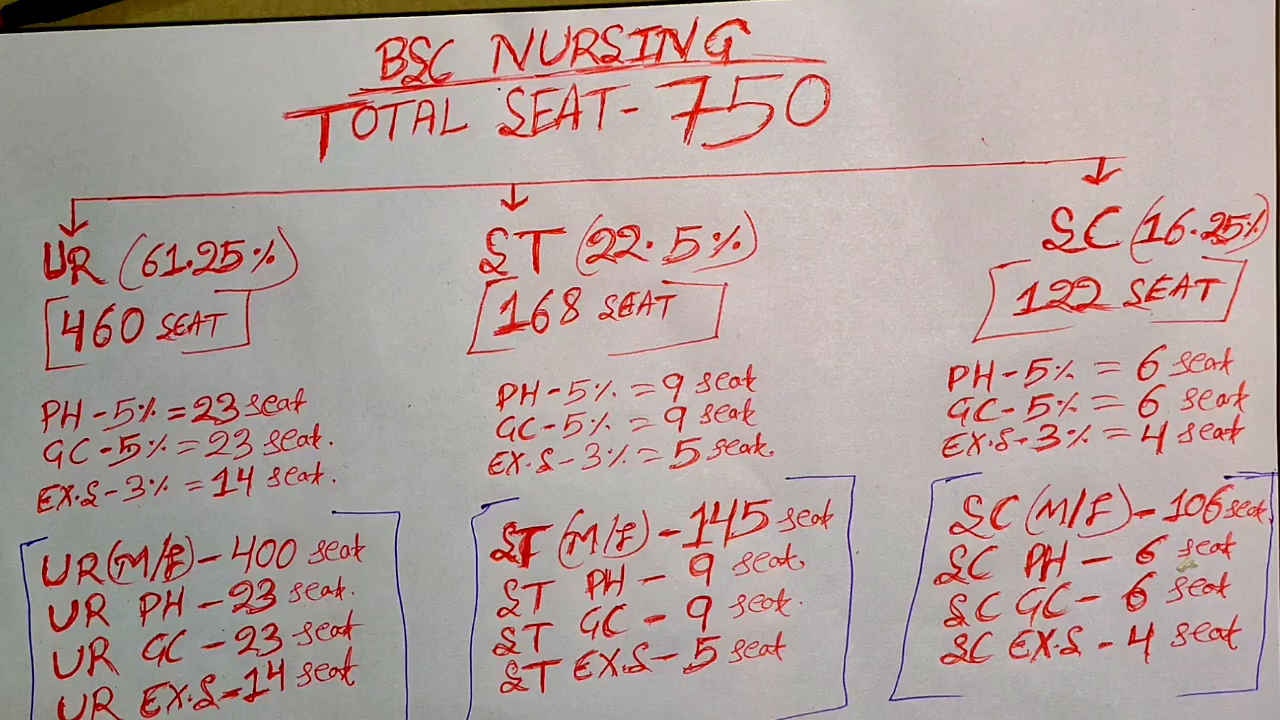 BSC NURSING
TOTAL SEAT- 750
UR (61.25%)
460 SEAT
PH - 5% = 23 seat
GC - 5% = 23 seat.
EX.S - 3% = 14 seat.
UR (M/F) - 400 seat
UR PH - 23 seat.
UR GC - 23 seat
UR EX.S - 14 seat
ST (22.5%)
168 SEAT
PH - 5% = 9 seat
GC - 5% = 9 seat
EX.S - 3% = 5 seat.
ST (M/F) - 145 seat
ST PH - 9 seat.
ST GC - 9 seat.
ST EX.S - 5 seat
SC (16.25%)
122 SEAT
PH - 5% = 6 seat
GC - 5% = 6 seat
EX.S - 3% = 4 seat
SC (M/F) - 106 seat
SC PH - 6 seat
SC GC - 6 seat
SC EX.S - 4 seat